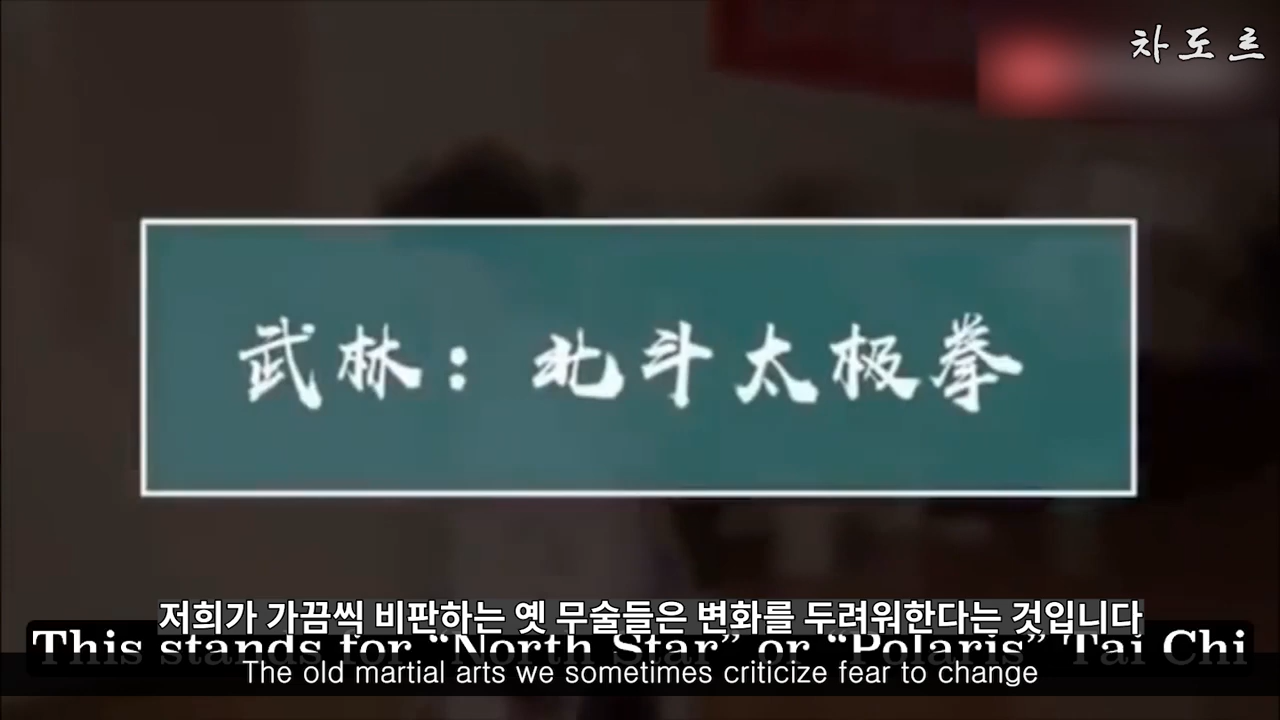 차도르
武林：北斗太极拳
저희가 가끔씩 비판하는 옛 무술들은 변화를 두려워한다는 것입니다
This stands for “North Star” or “Polaris” Tai Chi
The old martial arts we sometimes criticize fear to change